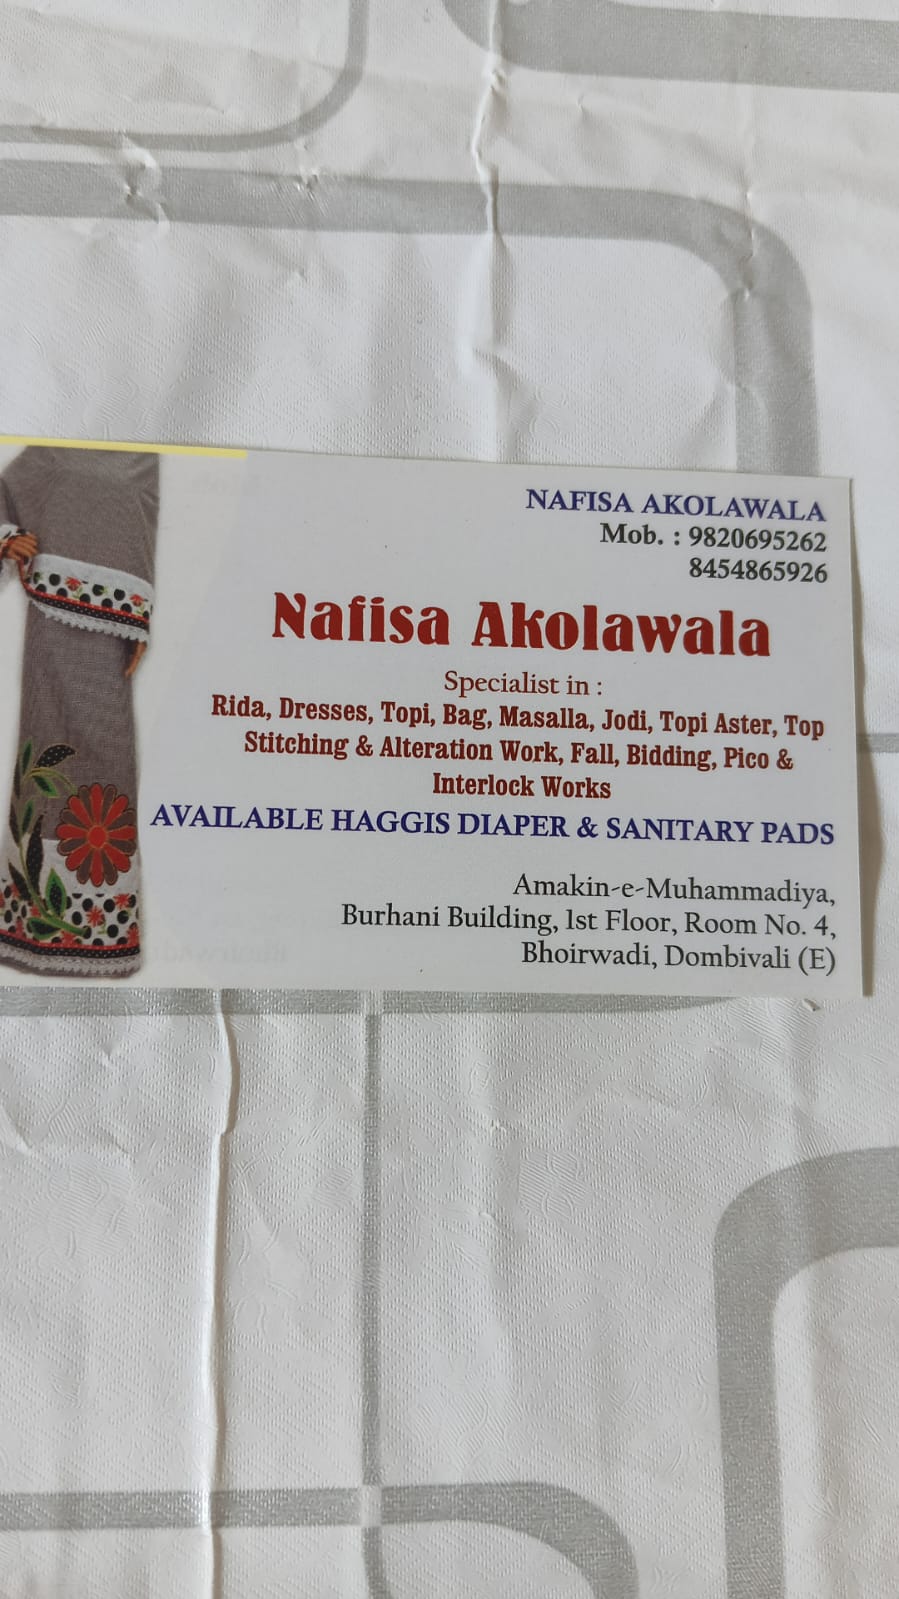 NAFISA AKOLAWALA
Mob. : 9820695262
8454865926
Nafisa Akolawala
Specialist in :
Rida, Dresses, Topi, Bag, Masalla, Jodi, Topi Aster, Top
Stitching & Alteration Work, Fall, Bidding, Pico &
Interlock Works
AVAILABLE HAGGIS DIAPER & SANITARY PADS
Amakin-e-Muhammadiya,
Burhani Building, 1st Floor, Room No. 4,
Bhoirwadi, Dombivali (E)